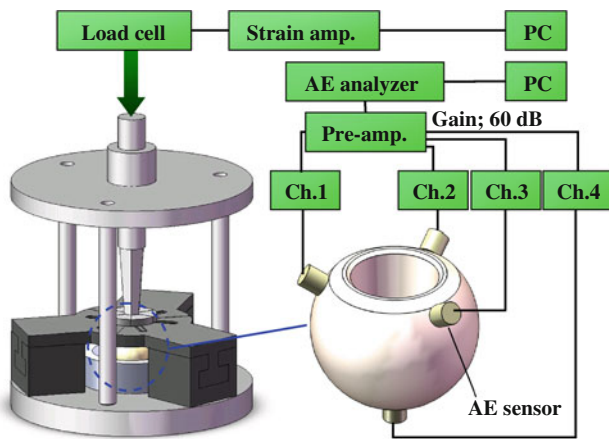 Load cell
Strain amp.
PC
AE analyzer
PC
Pre-amp.
Gain; 60 dB
Ch.1
Ch.2
Ch.3
Ch.4
AE sensor